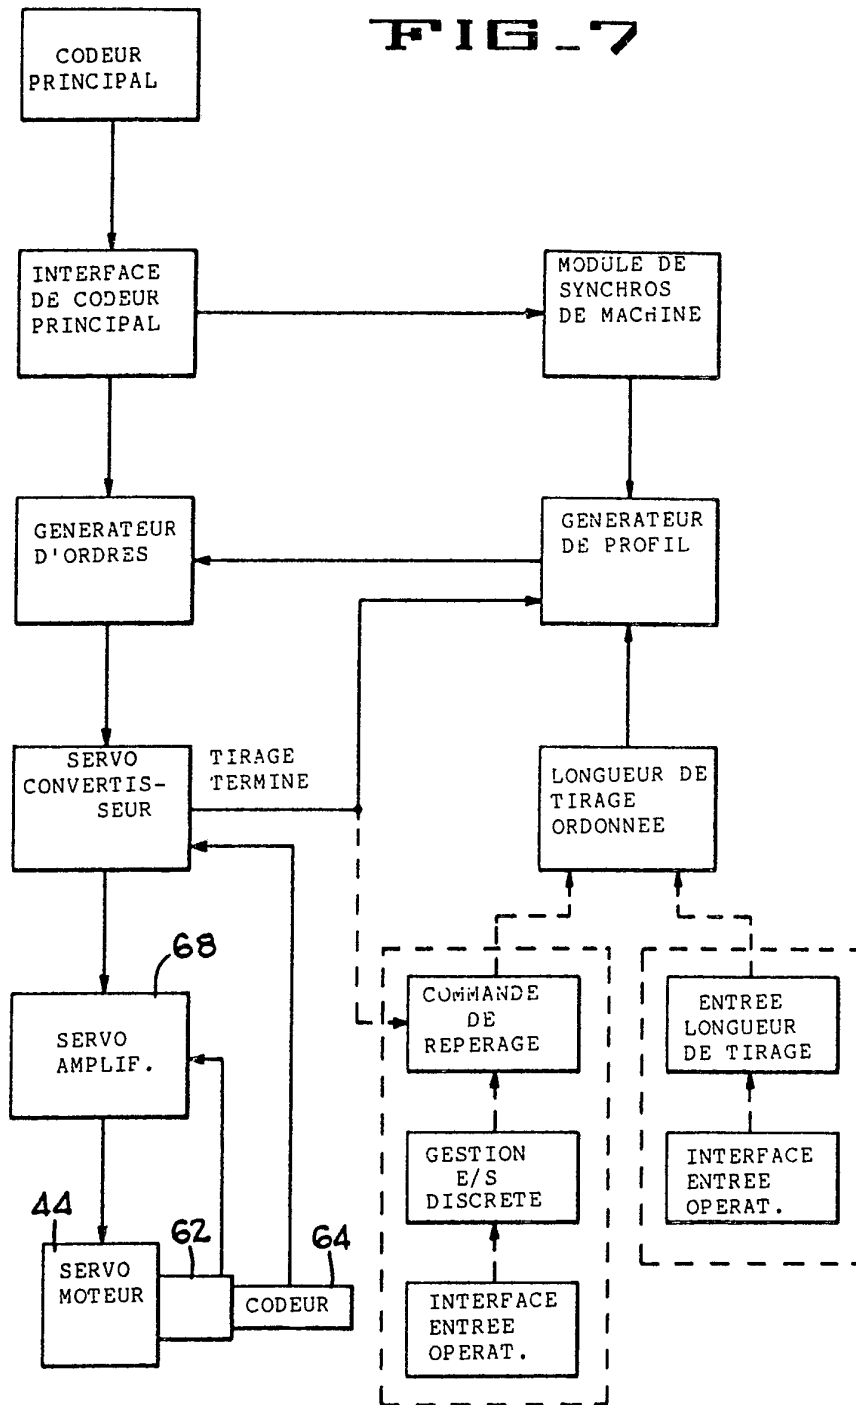 FIG_7
CODEUR
PRINCIPAL
INTERFACE
DE CODEUR
PRINCIPAL
MODULE DE
SYNCHROS
DE MACHINE
GENERATEUR
D'ORDRES
GENERATEUR
DE PROFIL
SERVO
CONVERTIS-
SEUR
TIRAGE
TERMINE
LONGUEUR DE
TIRAGE
ORDONNEE
68
SERVO
AMPLIF.
COMMANDE
DE
REPERAGE
ENTREE
LONGUEUR
DE TIRAGE
GESTION
E/S
DISCRETE
INTERFACE
ENTREE
OPERAT.
44
SERVO
MOTEUR
62
64
CODEUR
INTERFACE
ENTREE
OPERAT.